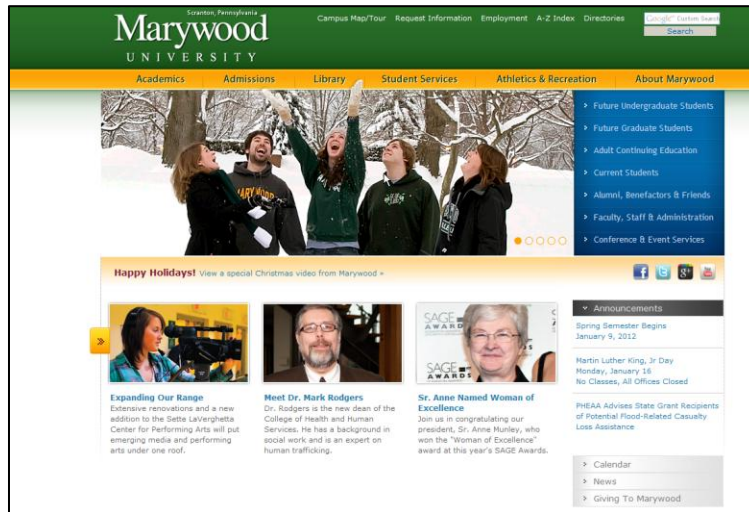 Scranton, Pennsylvania
Marywood
UNIVERSITY
Campus Map/Tour Request Information Employment A-Z Index Directories
Google™ Custom Search
Search
Academics Admissions Library Student Services Athletics & Recreation About Marywood
› Future Undergraduate Students
› Future Graduate Students
› Adult Continuing Education
› Current Students
› Alumni, Benefactors & Friends
› Faculty, Staff & Administration
› Conference & Event Services
MARYWOOD
Happy Holidays! View a special Christmas video from Marywood »
»
Expanding Our Range
Extensive renovations and a new
addition to the Sette LaVerghetta
Center for Performing Arts will put
emerging media and performing
arts under one roof.
Meet Dr. Mark Rodgers
Dr. Rodgers is the new dean of the
College of Health and Human
Services. He has a background in
social work and is an expert on
human trafficking.
SAGE
AWARDS
SAGE
AWARDS
Sr. Anne Named Woman of
Excellence
Join us in congratulating our
president, Sr. Anne Munley, who
won the "Woman of Excellence"
award at this year's SAGE Awards.
Announcements
Spring Semester Begins
January 9, 2012
Martin Luther King, Jr Day
Monday, January 16
No Classes, All Offices Closed
PHEAA Advises State Grant Recipients
of Potential Flood-Related Casualty
Loss Assistance
› Calendar
› News
› Giving To Marywood